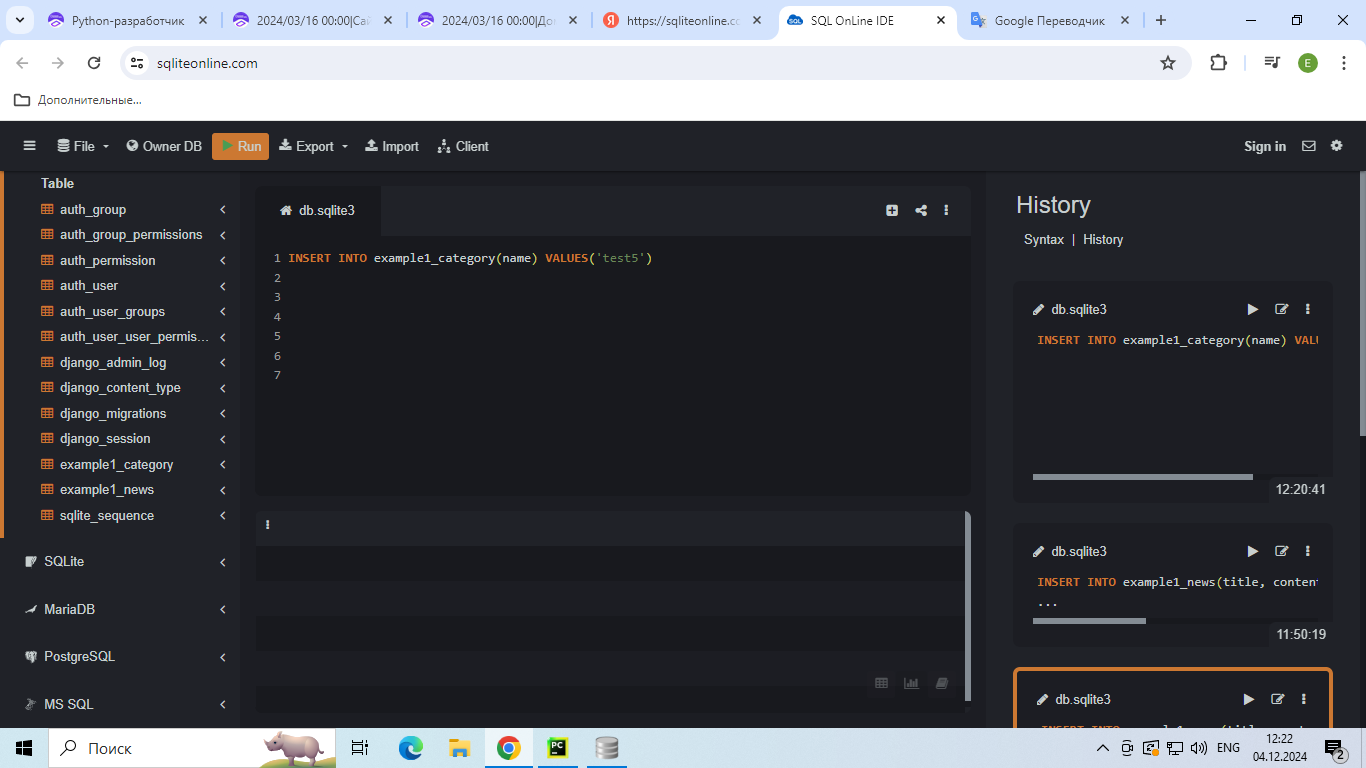 Python-разработчик
2024/03/16 00:00|Сай
2024/03/16 00:00|До
https://sqliteonline.co
SQL OnLine IDE
Google Переводчик
sqliteonline.com
E
Дополнительные...
File
Owner DB
Run
Export
Import
Client
Sign in
Table
auth_group
auth_group_permissions
auth_permission
auth_user
auth_user_groups
auth_user_user_permis...
django_admin_log
django_content_type
django_migrations
django_session
example1_category
example1_news
sqlite_sequence
SQLite
MariaDB
PostgreSQL
MS SQL
db.sqlite3
1 INSERT INTO example1_category(name) VALUES('test5')
2
3
4
5
6
7
History
Syntax | History
db.sqlite3
INSERT INTO example1_category(name) VALU
12:20:41
db.sqlite3
INSERT INTO example1_news(title, content
...
11:50:19
db.sqlite3
Поиск
ENG
12:22
04.12.2024
2